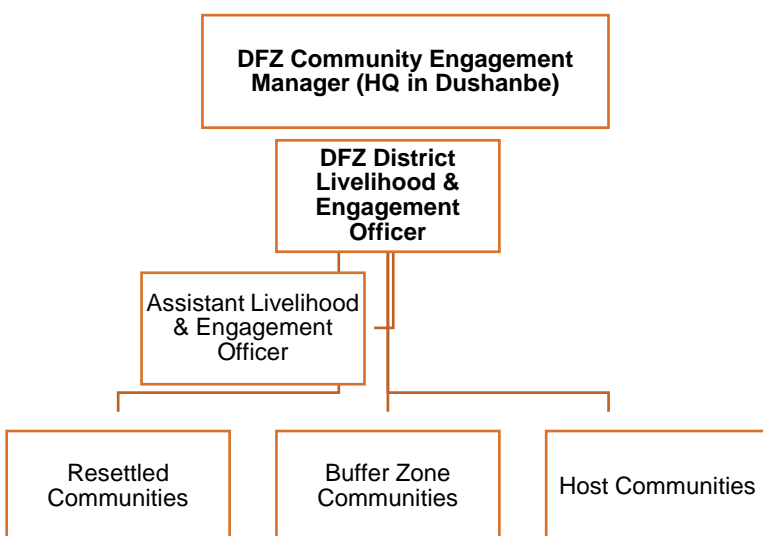 DFZ Community Engagement
Manager (HQ in Dushanbe)
DFZ District
Livelihood &
Engagement
Officer
Assistant Livelihood
& Engagement
Officer
Resettled
Communities
Buffer Zone
Communities
Host Communities